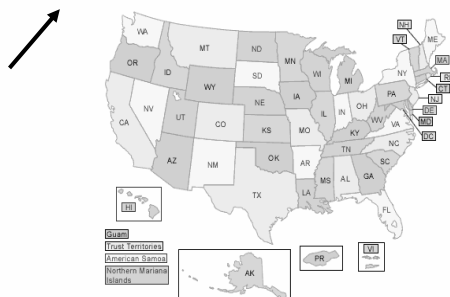 NH
WA
VT
ME
MT
ND
MN
OR
MA
ID
SD
WI
NY
R
WY
MI
CT
IA
PA
NJ
NE
NV
OH
IL
IN
DE
UT
WV
MD
CO
VA
CA
KS
MO
KY
DC
NC
TN
OK
AZ
AR
SC
NM
MS
AL
GA
TX
LA
HI
FL
Guam
Trust Territories
VI
American Samoa
PR
Northern Mariana
Islands
AK